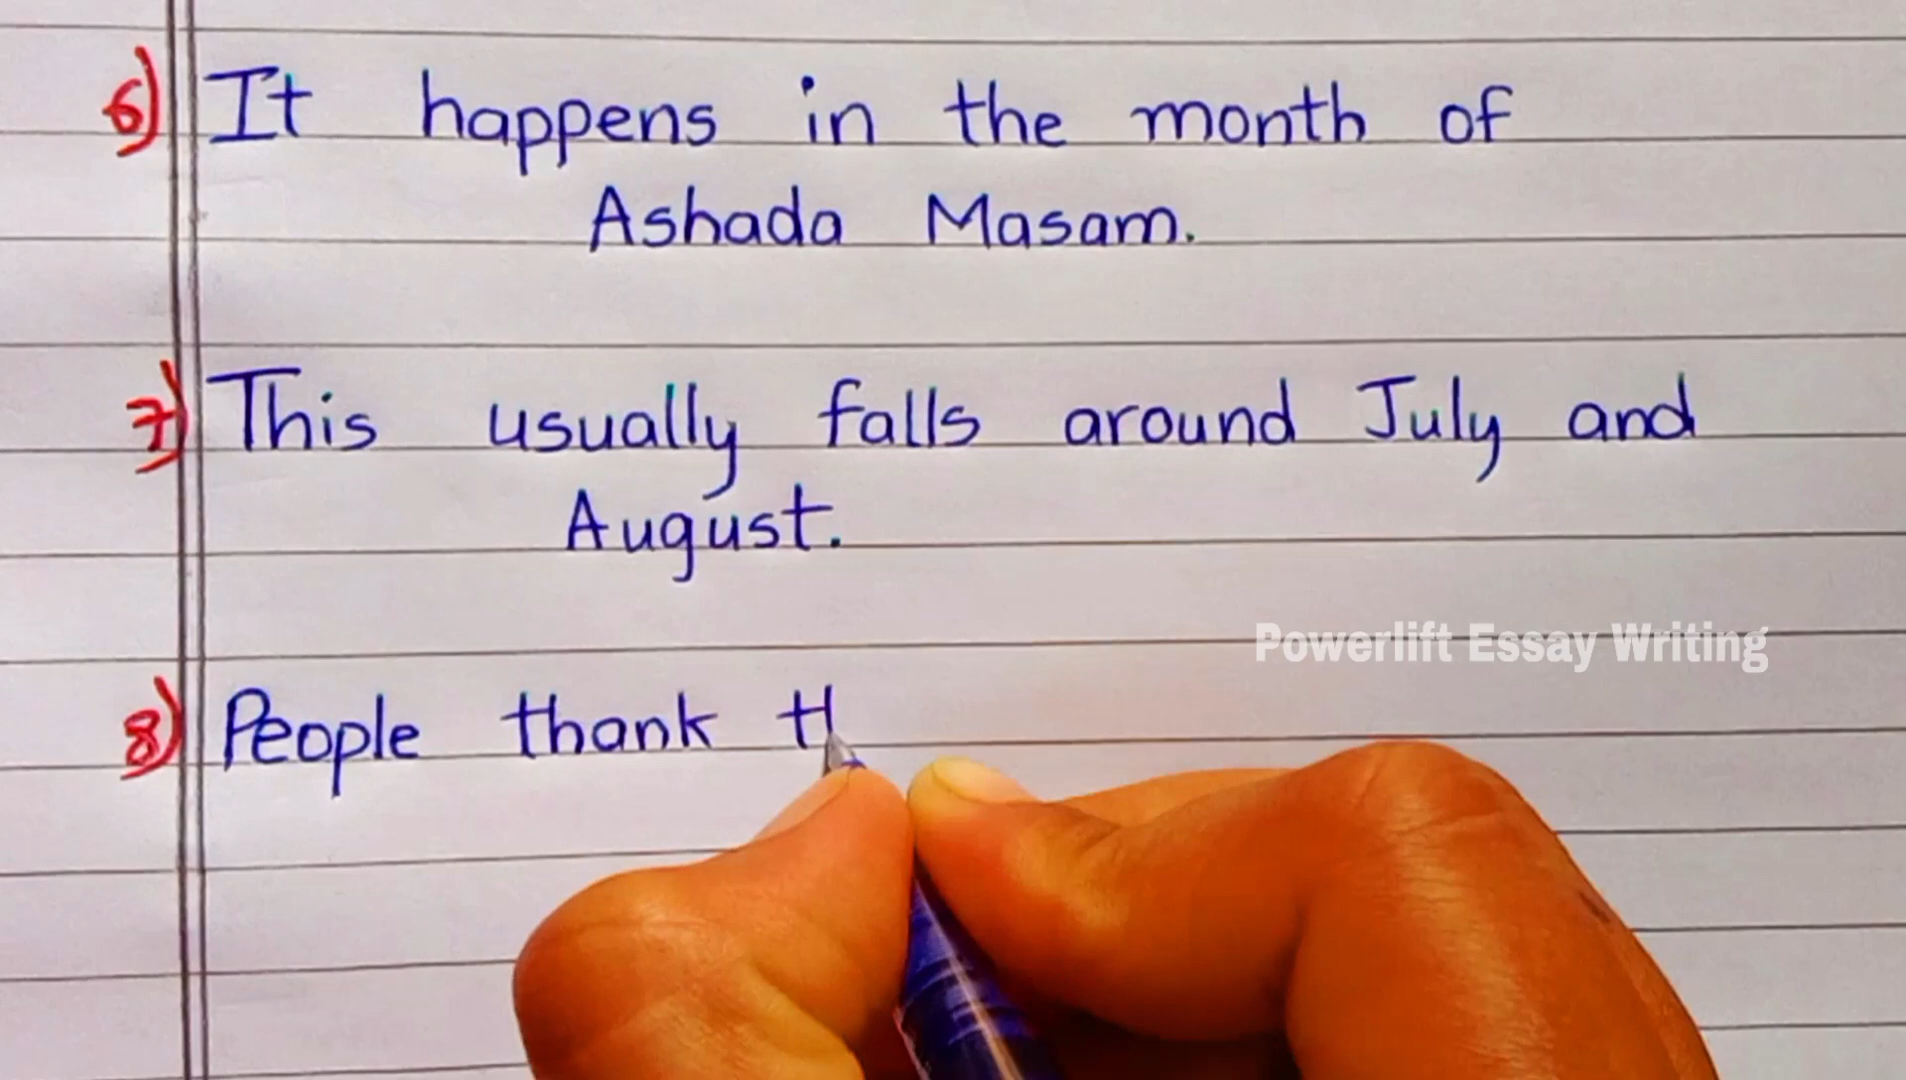 6) It happens in the month of
Ashada Masam.
7) This usually falls around July and
August.
Powerlift Essay Writing
8) People thank th